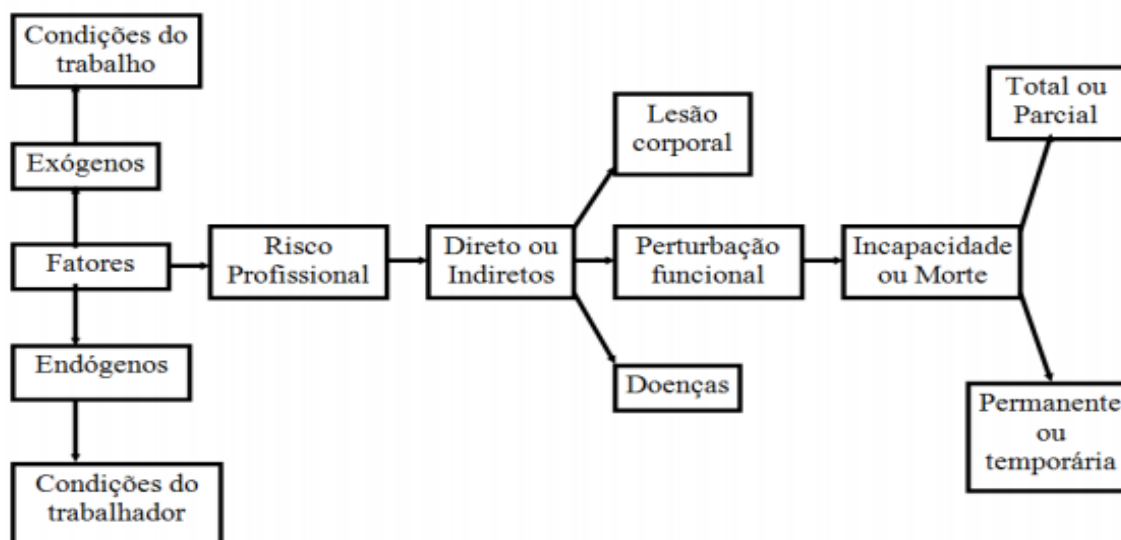 Condições do
trabalho
Exógenos
Fatores
Endógenos
Condições do
trabalhador
Risco
Profissional
Direto ou
Indiretos
Lesão
corporal
Perturbação
funcional
Doenças
Incapacidade
ou Morte
Total ou
Parcial
Permanente
ou
temporária